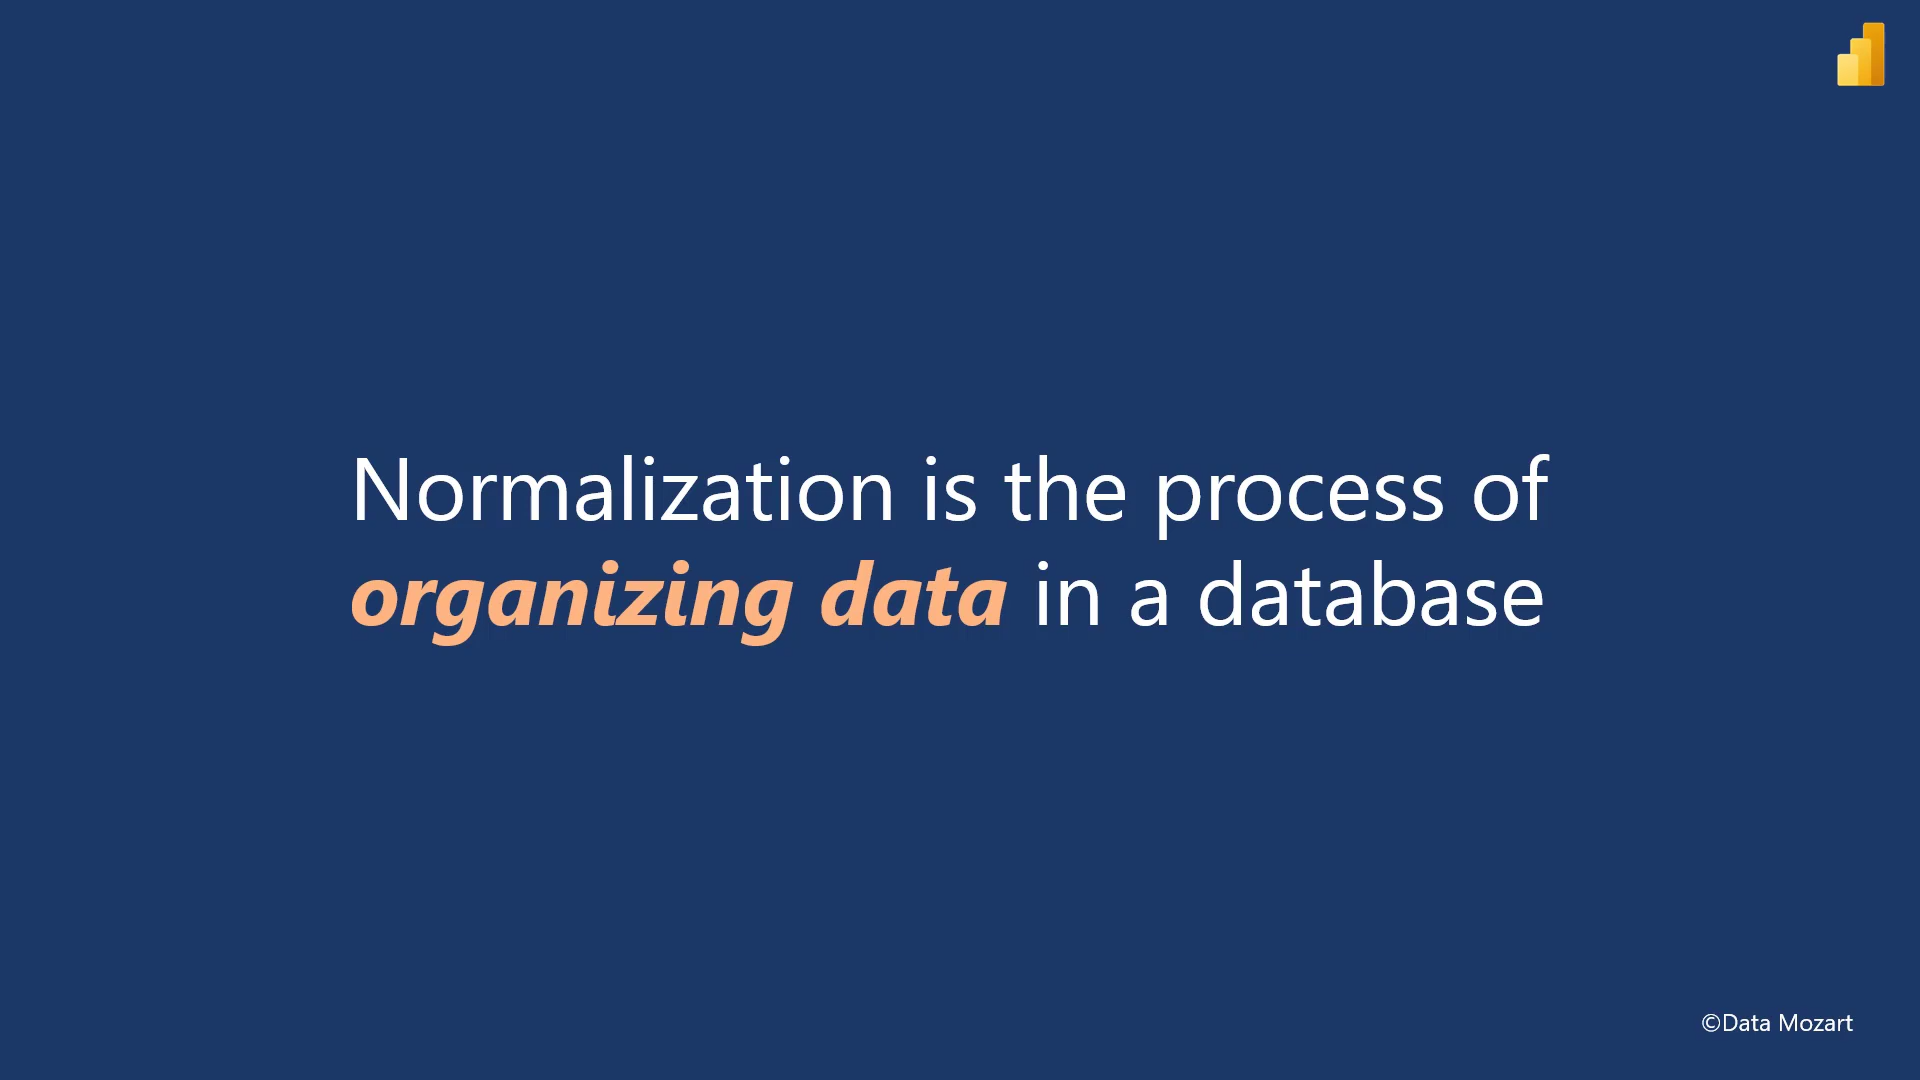 Normalization is the process of
organizing data in a database
©Data Mozart